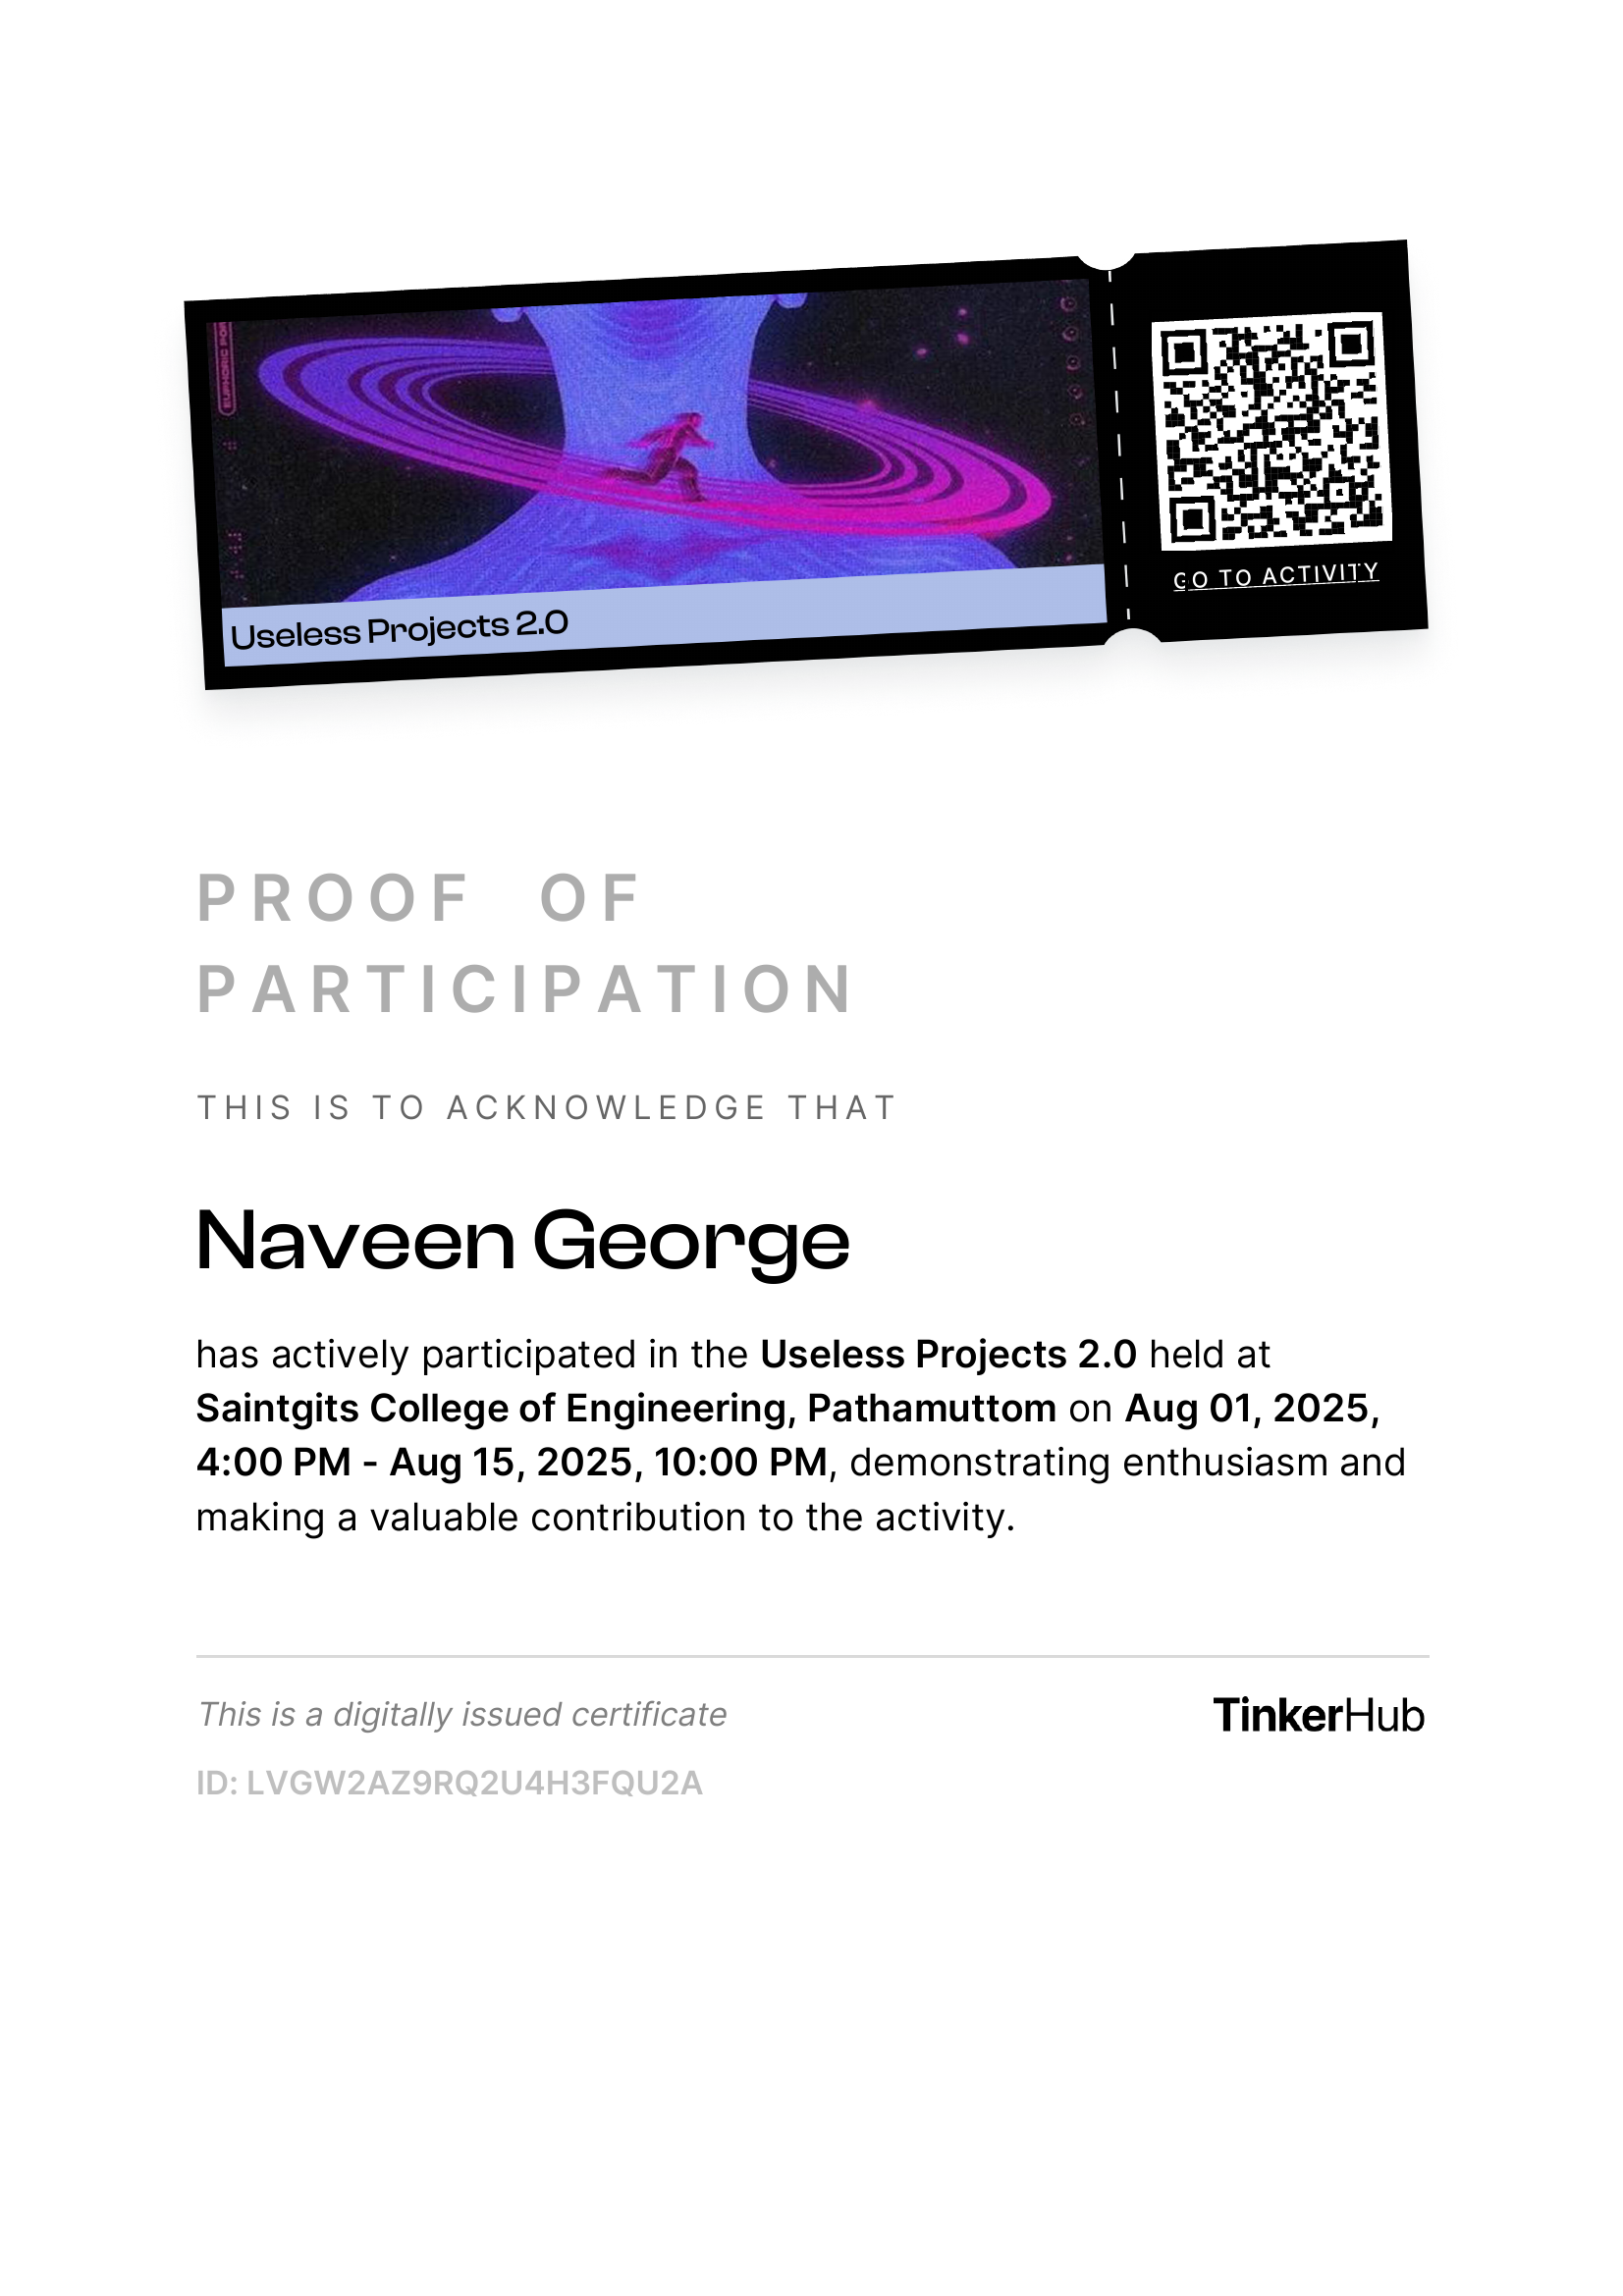 Useless Projects 2.0
GO TO ACTIVITY
PROOF OF
PARTICIPATION
THIS IS TO ACKNOWLEDGE THAT
Naveen George
has actively participated in the Useless Projects 2.0 held at
Saintgits College of Engineering, Pathamuttom on Aug 01, 2025,
4:00 PM - Aug 15, 2025, 10:00 PM, demonstrating enthusiasm and
making a valuable contribution to the activity.
This is a digitally issued certificate
TinkerHub
ID: LVGW2AZ9RQ2U4H3FQU2A